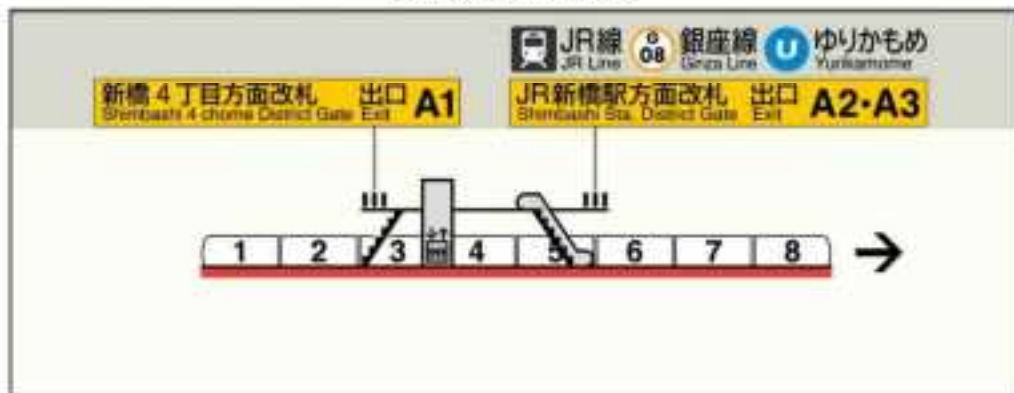 JR線 G 08 銀座線 U ゆりかもめ
JR Line Ginza Line Yurikamome
新橋4丁目方面改札 出口 A1
Shimbashi 4-chome District Gate Exit
JR新橋駅方面改札 出口 A2・A3
Shimbashi Sta. District Gate Exit
1 2 3 4 5 6 7 8 →